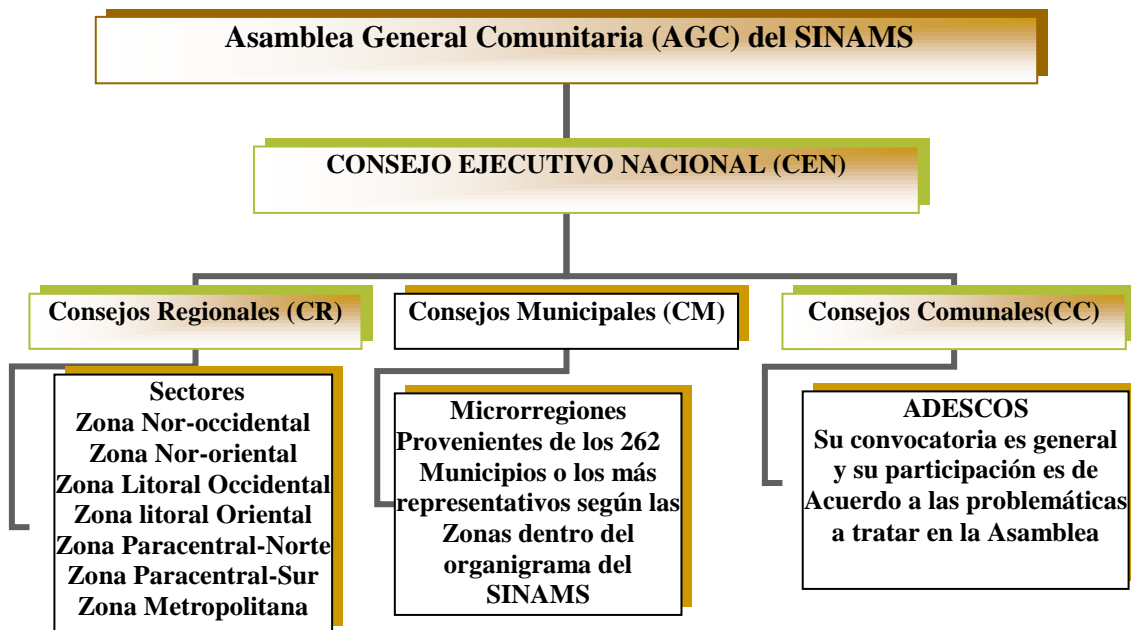 Asamblea General Comunitaria (AGC) del SINAMS
CONSEJO EJECUTIVO NACIONAL (CEN)
Consejos Regionales (CR)
Consejos Municipales (CM)
Consejos Comunales(CC)
Sectores
Zona Nor-occidental
Zona Nor-oriental
Zona Litoral Occidental
Zona litoral Oriental
Zona Paracentral-Norte
Zona Paracentral-Sur
Zona Metropolitana
Microrregiones
Provenientes de los 262
Municipios o los más
representativos según las
Zonas dentro del
organigrama del
SINAMS
ADESCOS
Su convocatoria es general
y su participación es de
Acuerdo a las problemáticas
a tratar en la Asamblea